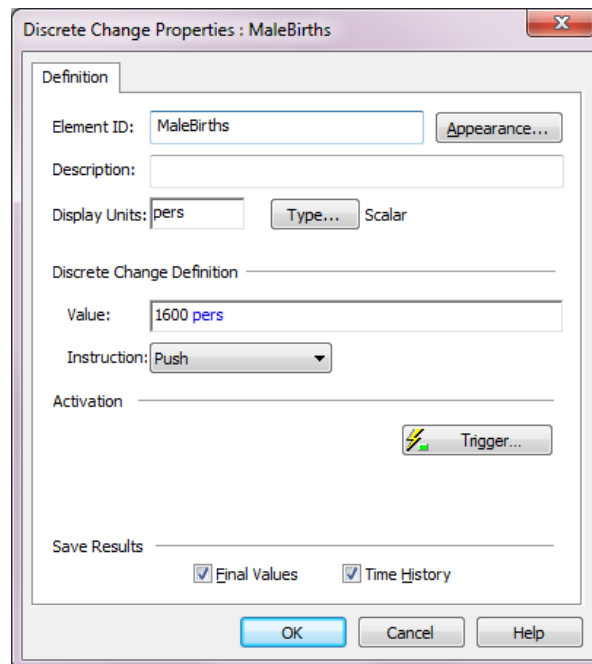 Discrete Change Properties : MaleBirths
Definition
Element ID: MaleBirths Appearance...
Description:
Display Units: pers Type... Scalar
Discrete Change Definition
Value: 1600 pers
Instruction: Push
Activation
Trigger...
Save Results
Final Values Time History
OK Cancel Help